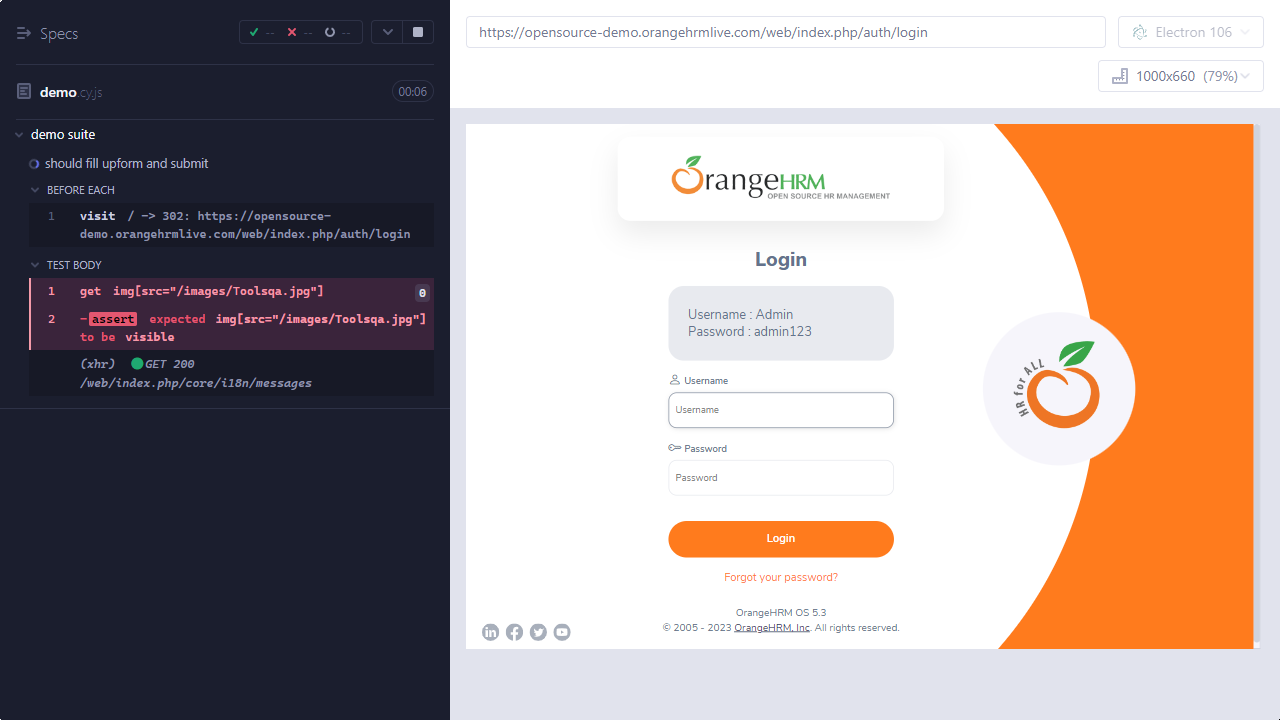 Specs
-- -- --
demo.cy.js 00:06
demo suite
should fill upform and submit
BEFORE EACH
1 visit / -> 302: https://opensource-
demo.orangehrmlive.com/web/index.php/auth/login
TEST BODY
1 get img[src="/images/Toolsqa.jpg"] 0
2 -assert expected img[src="/images/Toolsqa.jpg"]
to be visible
(xhr) GET 200
/web/index.php/core/i18n/messages
https://opensource-demo.orangehrmlive.com/web/index.php/auth/login
Electron 106
1000x660 (79%)
OrangeHRM
OPEN SOURCE HR MANAGEMENT
Login
Username : Admin
Password : admin123
Username
Username
Password
Password
Login
Forgot your password?
OrangeHRM OS 5.3
© 2005 - 2023 OrangeHRM, Inc. All rights reserved.
HR for ALL